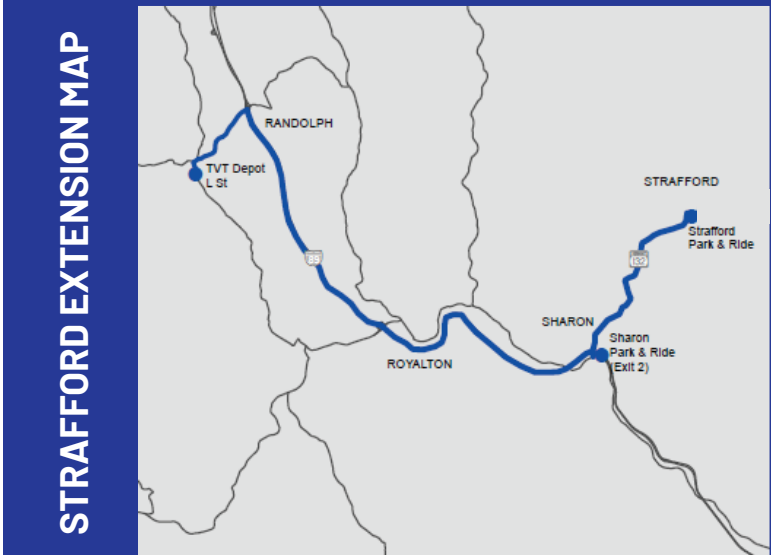 STRAFFORD EXTENSION MAP
RANDOLPH
TVT Depot
L St
STRAFFORD
Strafford
Park & Ride
89
132
SHARON
Sharon
Park & Ride
(Exit 2)
ROYALTON